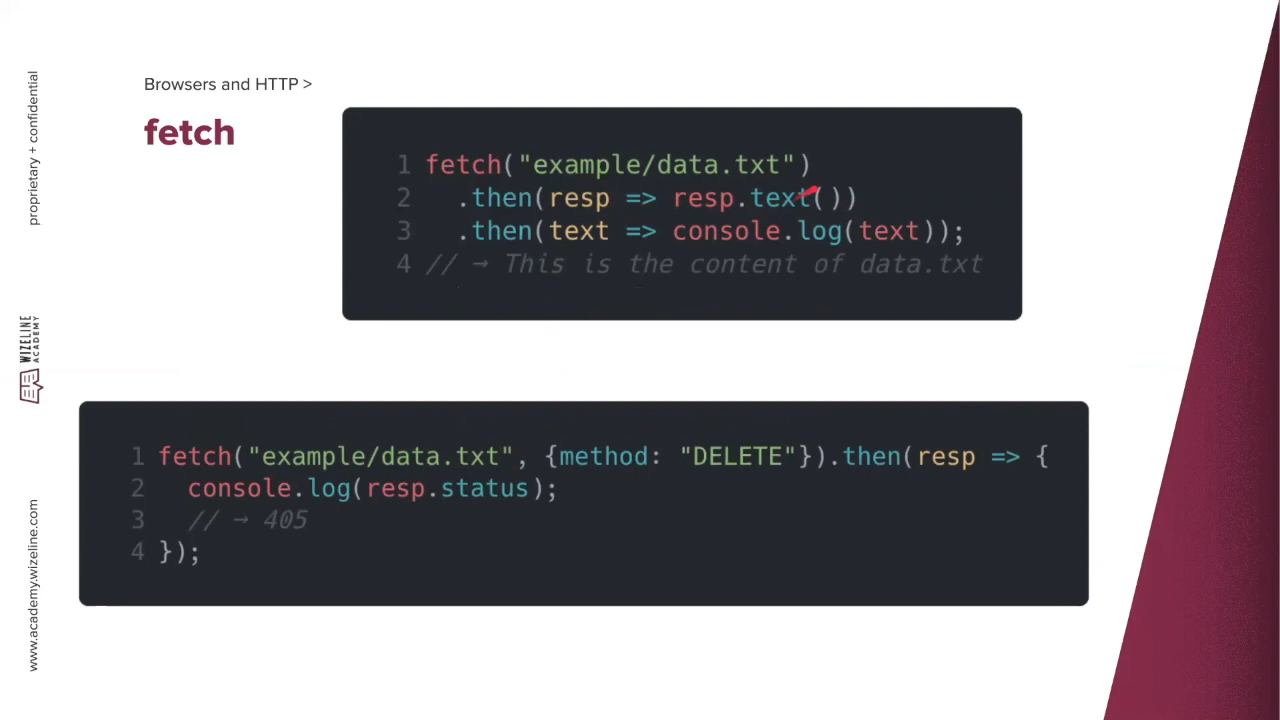 Browsers and HTTP >
fetch
1 fetch("example/data.txt")
2   .then(resp => resp.text())
3   .then(text => console.log(text));
4 // → This is the content of data.txt
1 fetch("example/data.txt", {method: "DELETE"}).then(resp => {
2   console.log(resp.status);
3   // → 405
4 });
proprietary + confidential
WIZELINE
ACADEMY
www.academy.wizeline.com